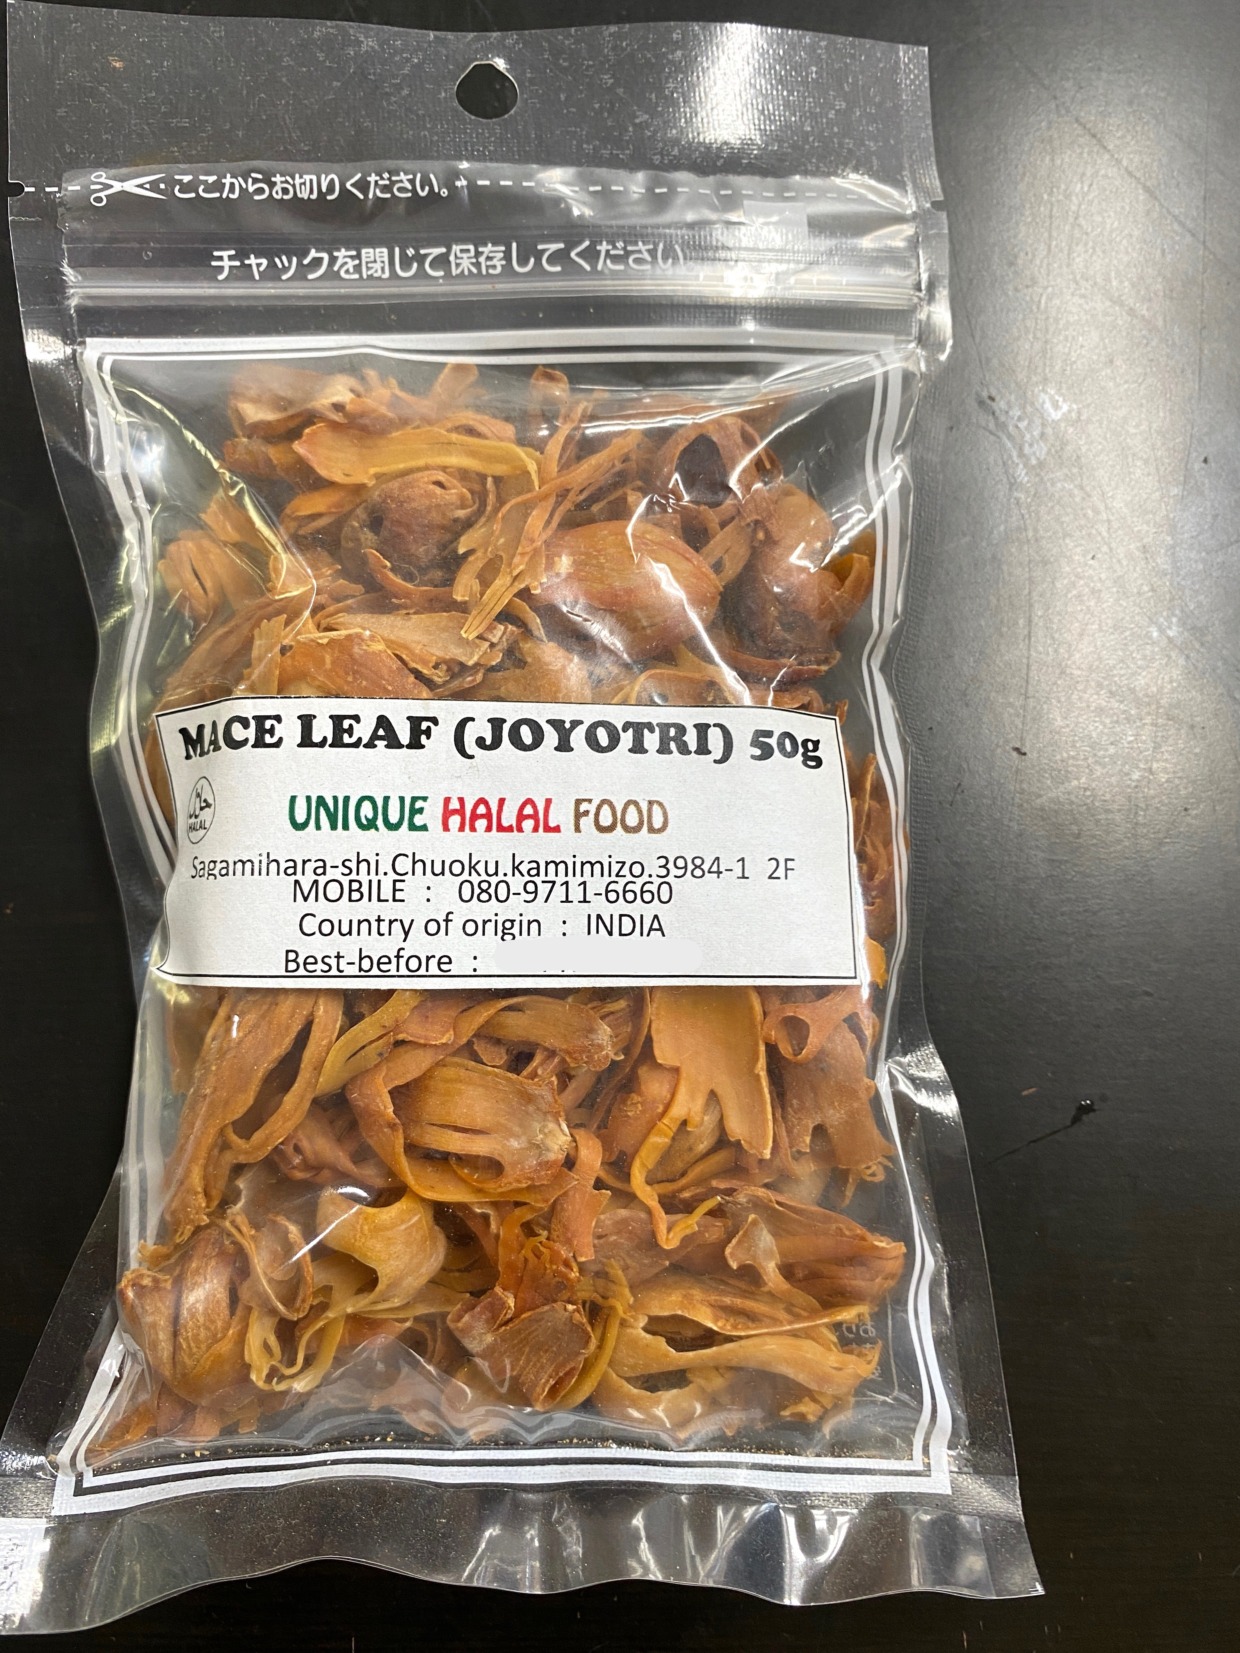 ここからお切りください。
チャックを閉じて保存してください
MACE LEAF (JOYOTRI) 50g
حلال
HALAL
UNIQUE HALAL FOOD
Sagamihara-shi.Chuoku.kamimizo.3984-1 2F
MOBILE : 080-9711-6660
Country of origin : INDIA
Best-before :